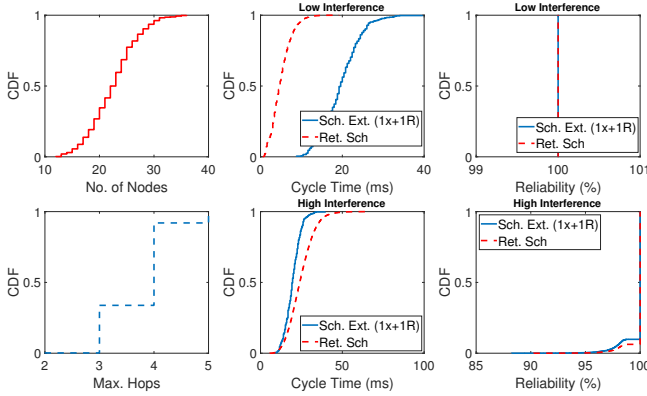 Low Interference
Low Interference
1
0.5
0
CDF
10
20
30
40
No. of Nodes
1
0.5
0
CDF
Sch. Ext. (1x+1R)
Ret. Sch
0
20
40
Cycle Time (ms)
1
0.5
0
CDF
Sch. Ext. (1x+1R)
Ret. Sch
99
100
101
Reliability (%)
High Interference
High Interference
1
0.5
0
CDF
2
3
4
5
Max. Hops
1
0.5
0
CDF
Sch. Ext. (1x+1R)
Ret. Sch
0
50
100
Cycle Time (ms)
1
0.5
0
CDF
Sch. Ext. (1x+1R)
Ret. Sch
85
90
95
100
Reliability (%)